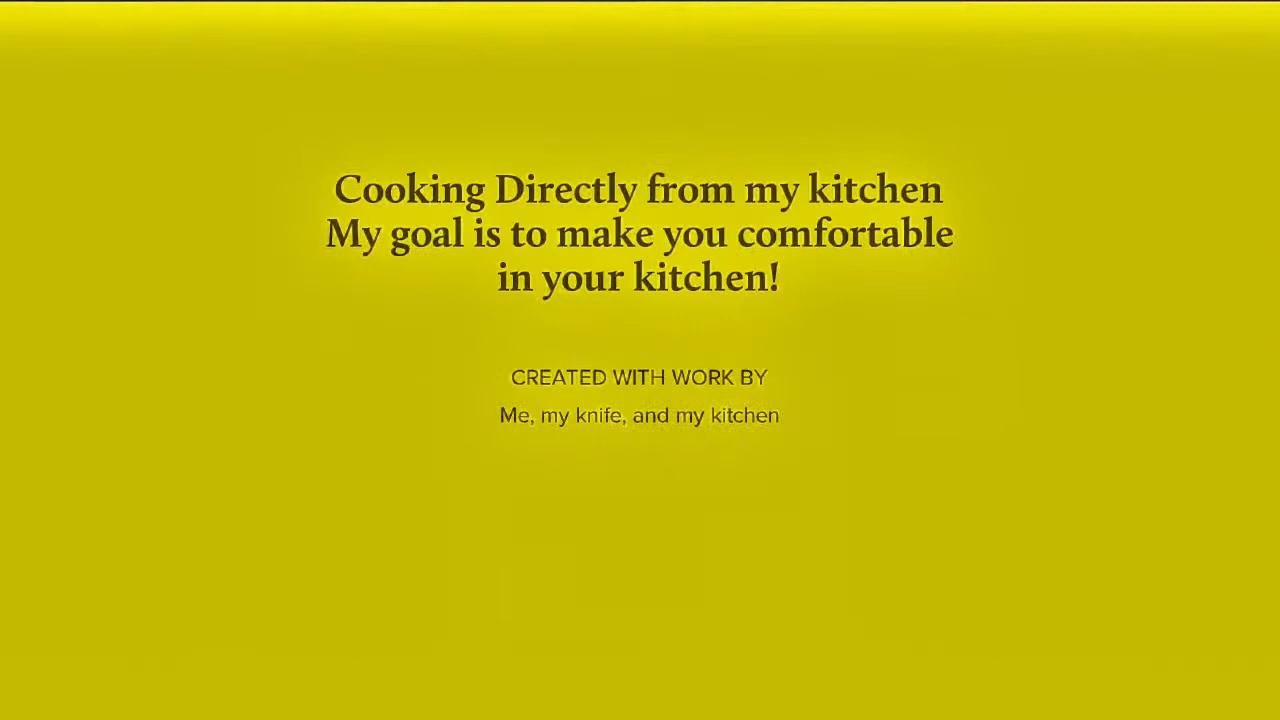 Cooking Directly from my kitchen
My goal is to make you comfortable
in your kitchen!
CREATED WITH WORK BY
Me, my knife, and my kitchen